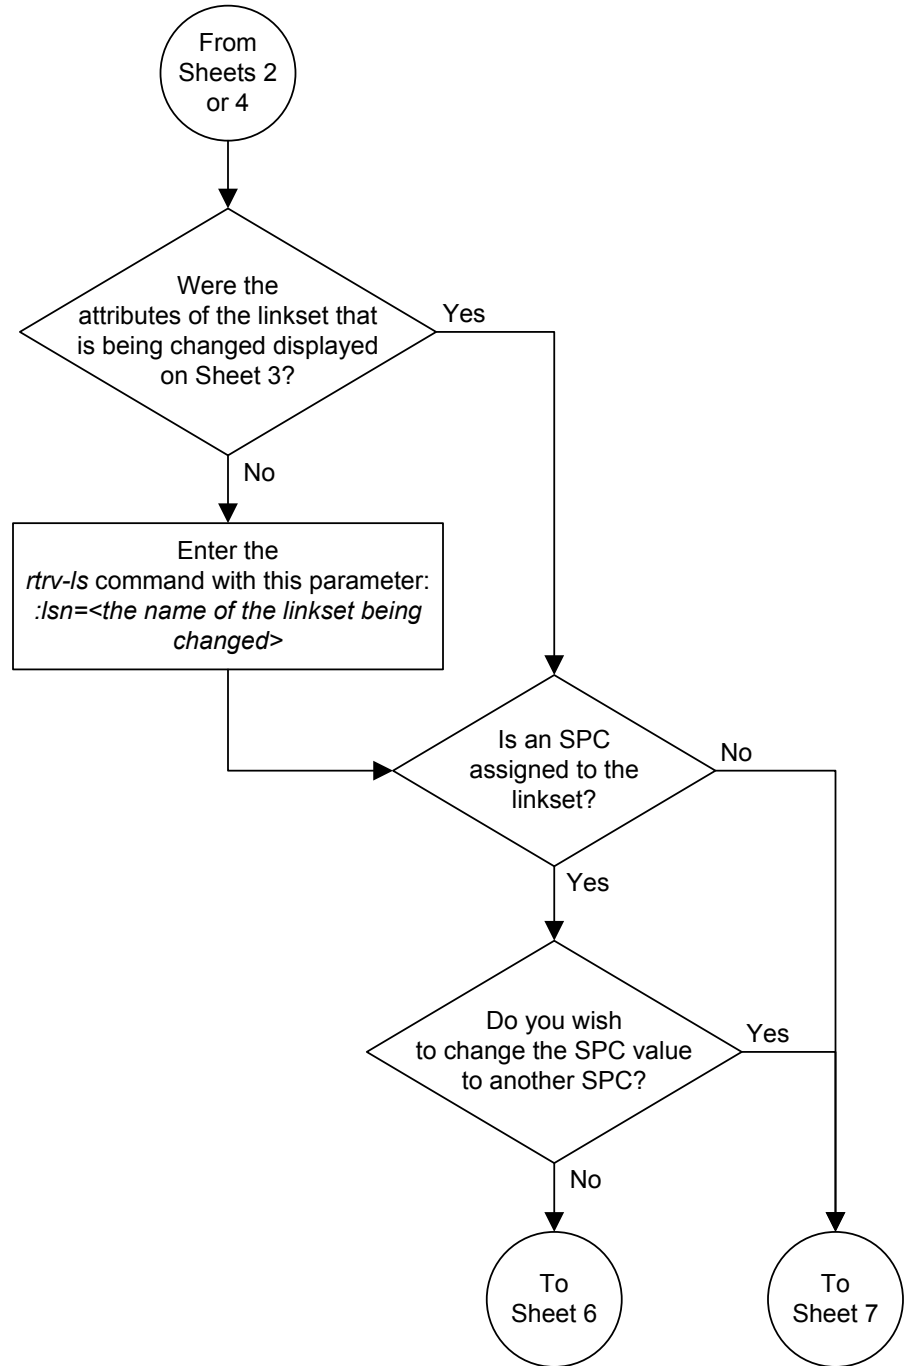 From
Sheets 2
or 4
Were the
attributes of the linkset that
is being changed displayed
on Sheet 3?
Yes
No
Enter the
rtrv-ls command with this parameter:
:lsn=<the name of the linkset being
changed>
Is an SPC
assigned to the
linkset?
No
Yes
Do you wish
to change the SPC value
to another SPC?
Yes
No
To
Sheet 6
To
Sheet 7